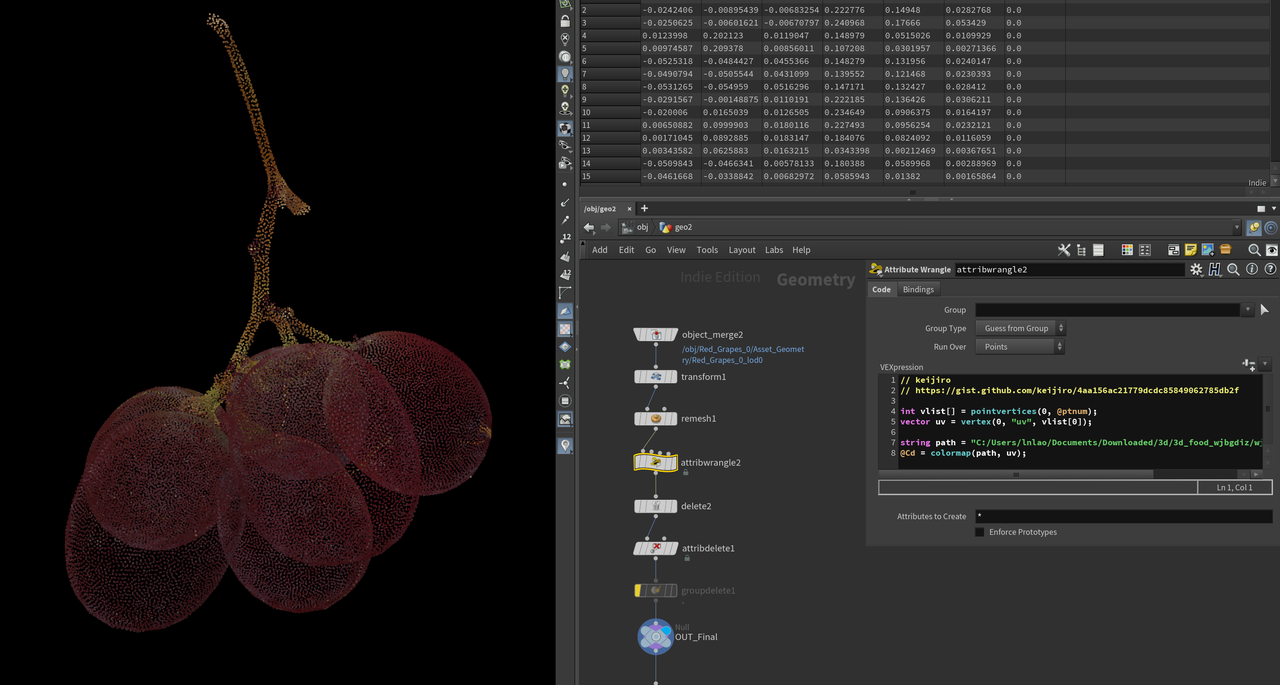 2 -0.0242406 -0.00895439 -0.00683254 0.222776 0.14948 0.0282768 0.0
3 -0.0250625 -0.00601621 -0.00670797 0.240968 0.17666 0.053429 0.0
4 0.0123998 0.202123 0.0119047 0.148979 0.0515026 0.0109929 0.0
5 0.00974587 0.209378 0.00856011 0.107208 0.0301957 0.00271366 0.0
6 -0.0525318 -0.0484427 0.0455366 0.148279 0.131956 0.0240147 0.0
7 -0.0490794 -0.0505544 0.0431099 0.139552 0.121468 0.0230393 0.0
8 -0.0531265 -0.054959 0.0516296 0.147171 0.132427 0.028412 0.0
9 -0.0291567 -0.00148875 0.0110191 0.222185 0.136426 0.0306211 0.0
10 -0.020006 0.0165039 0.0126505 0.234649 0.0906375 0.0164197 0.0
11 0.00650882 0.0999903 0.0180116 0.227493 0.0956254 0.0232121 0.0
12 0.00171045 0.0892885 0.0183147 0.184076 0.0824092 0.0116059 0.0
13 0.00343582 0.0625883 0.0163215 0.0343398 0.00212469 0.00367651 0.0
14 -0.0509843 -0.0466341 0.00578133 0.180388 0.0589968 0.00288969 0.0
15 -0.0461668 -0.0338842 0.00682972 0.0585943 0.01382 0.00165864 0.0
Indie
/obj/geo2 × +
obj geo2
Add Edit Go View Tools Layout Labs Help
Indie Edition Geometry
Attribute Wrangle attribwrangle2
Code Bindings
Group
Group Type Guess from Group
Run Over Points
VEXpression
1 // keijiro
2 // https://gist.github.com/keijiro/4aa156ac21779dcdc85849062785db2f
3
4 int vlist[] = pointvertices(0, @ptnum);
5 vector uv = vertex(0, "uv", vlist[0]);
6
7 string path = "C:/Users/lnlao/Documents/Downloaded/3d/3d_food_wjbgdiz/w
8 @Cd = colormap(path, uv);
Ln 1, Col 1
Attributes to Create *
Enforce Prototypes
object_merge2
/obj/Red_Grapes_0/Asset_Geomet
ry/Red_Grapes_0_lod0
transform1
remesh1
attribwrangle2
delete2
attribdelete1
groupdelete1
Null
OUT_Final
12
12